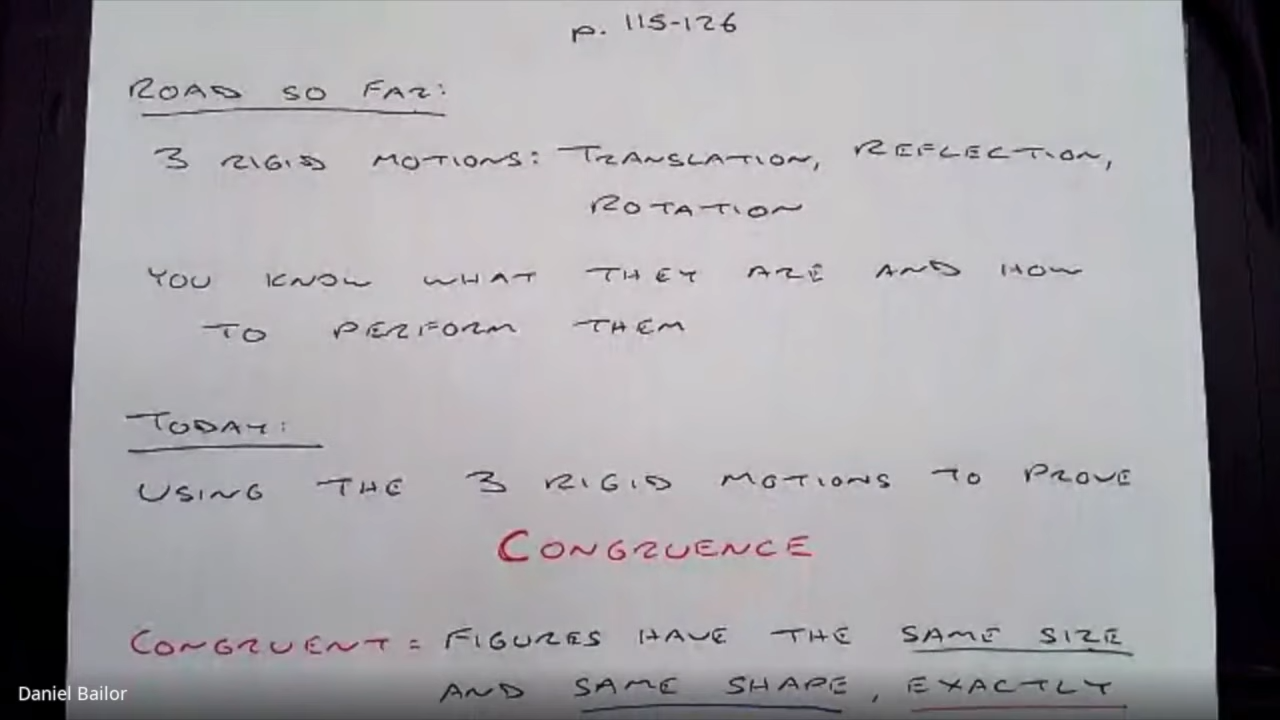 p. 115-126
ROAD SO FAR:
3 RIGID MOTIONS: TRANSLATION, REFLECTION,
ROTATION
YOU KNOW WHAT THEY ARE AND HOW
TO PERFORM THEM
TODAY:
USING THE 3 RIGID MOTIONS TO PROVE
CONGRUENCE
CONGRUENT = FIGURES HAVE THE SAME SIZE
AND SAME SHAPE, EXACTLY
Daniel Bailor